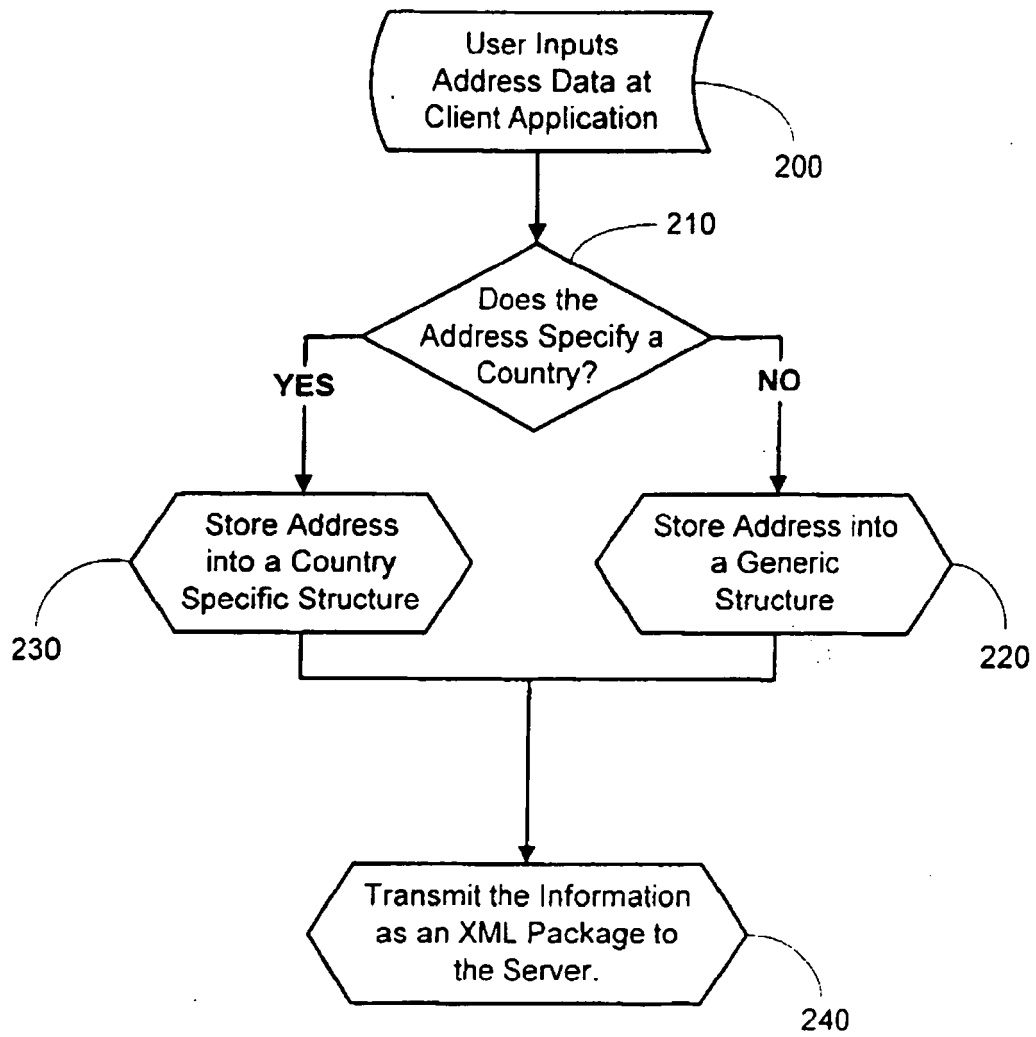 User Inputs
Address Data at
Client Application
200
210
Does the
Address Specify a
Country?
YES
NO
Store Address
into a Country
Specific Structure
230
Store Address into
a Generic
Structure
220
Transmit the Information
as an XML Package to
the Server.
240